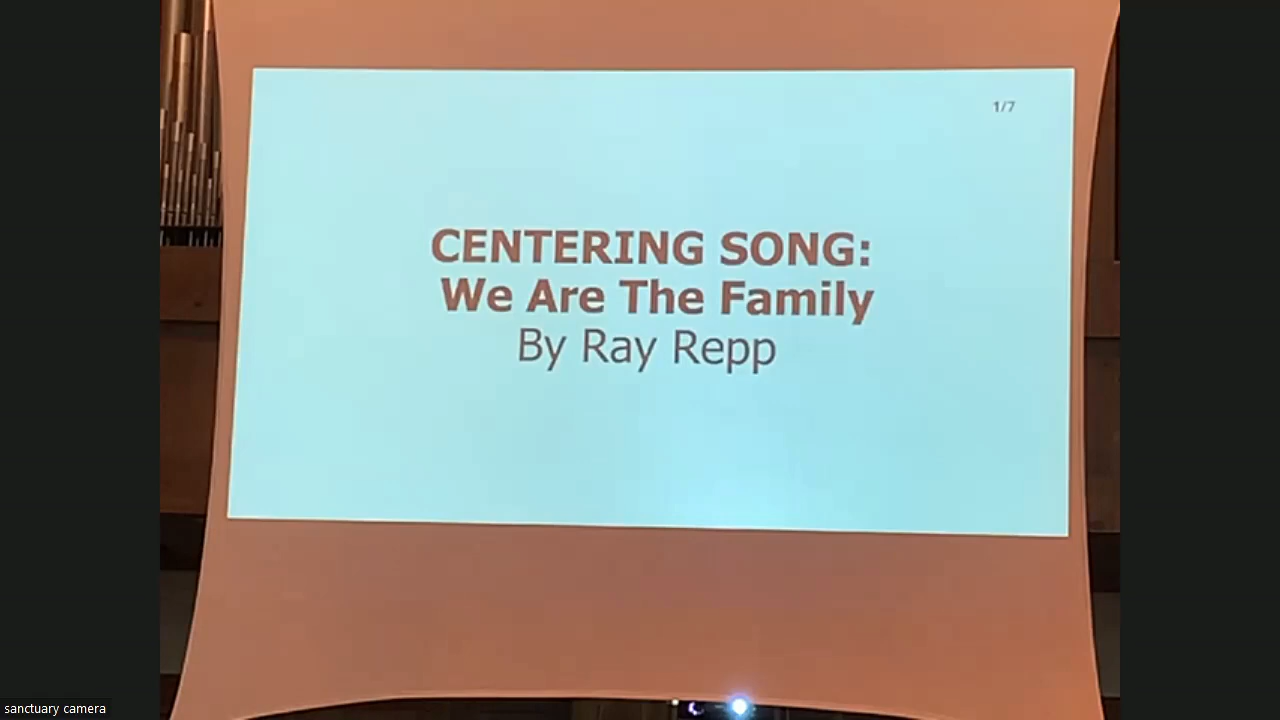 1/7
CENTERING SONG:
We Are The Family
By Ray Repp
sanctuary camera